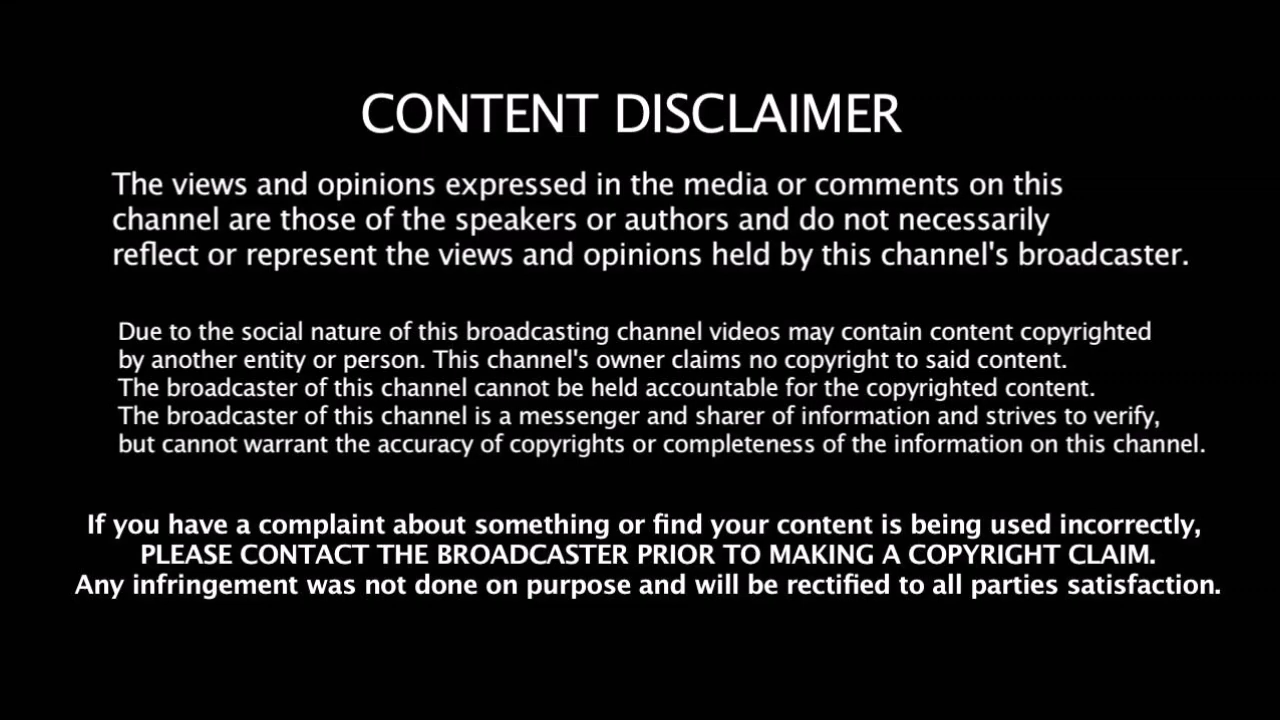 CONTENT DISCLAIMER
The views and opinions expressed in the media or comments on this
channel are those of the speakers or authors and do not necessarily
reflect or represent the views and opinions held by this channel's broadcaster.
Due to the social nature of this broadcasting channel videos may contain content copyrighted
by another entity or person. This channel's owner claims no copyright to said content.
The broadcaster of this channel cannot be held accountable for the copyrighted content.
The broadcaster of this channel is a messenger and sharer of information and strives to verify,
but cannot warrant the accuracy of copyrights or completeness of the information on this channel.
If you have a complaint about something or find your content is being used incorrectly,
PLEASE CONTACT THE BROADCASTER PRIOR TO MAKING A COPYRIGHT CLAIM.
Any infringement was not done on purpose and will be rectified to all parties satisfaction.